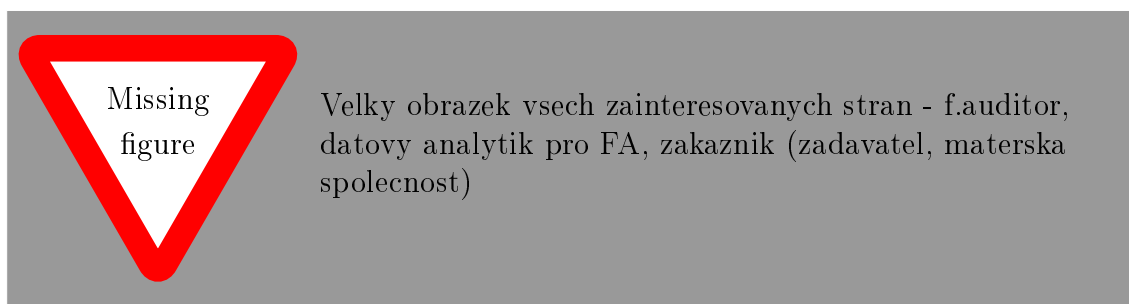 Missing
figure
Velky obrazek vsech zainteresovanych stran - f.auditor,
datovy analytik pro FA, zakaznik (zadavatel, materska
spolecnost)